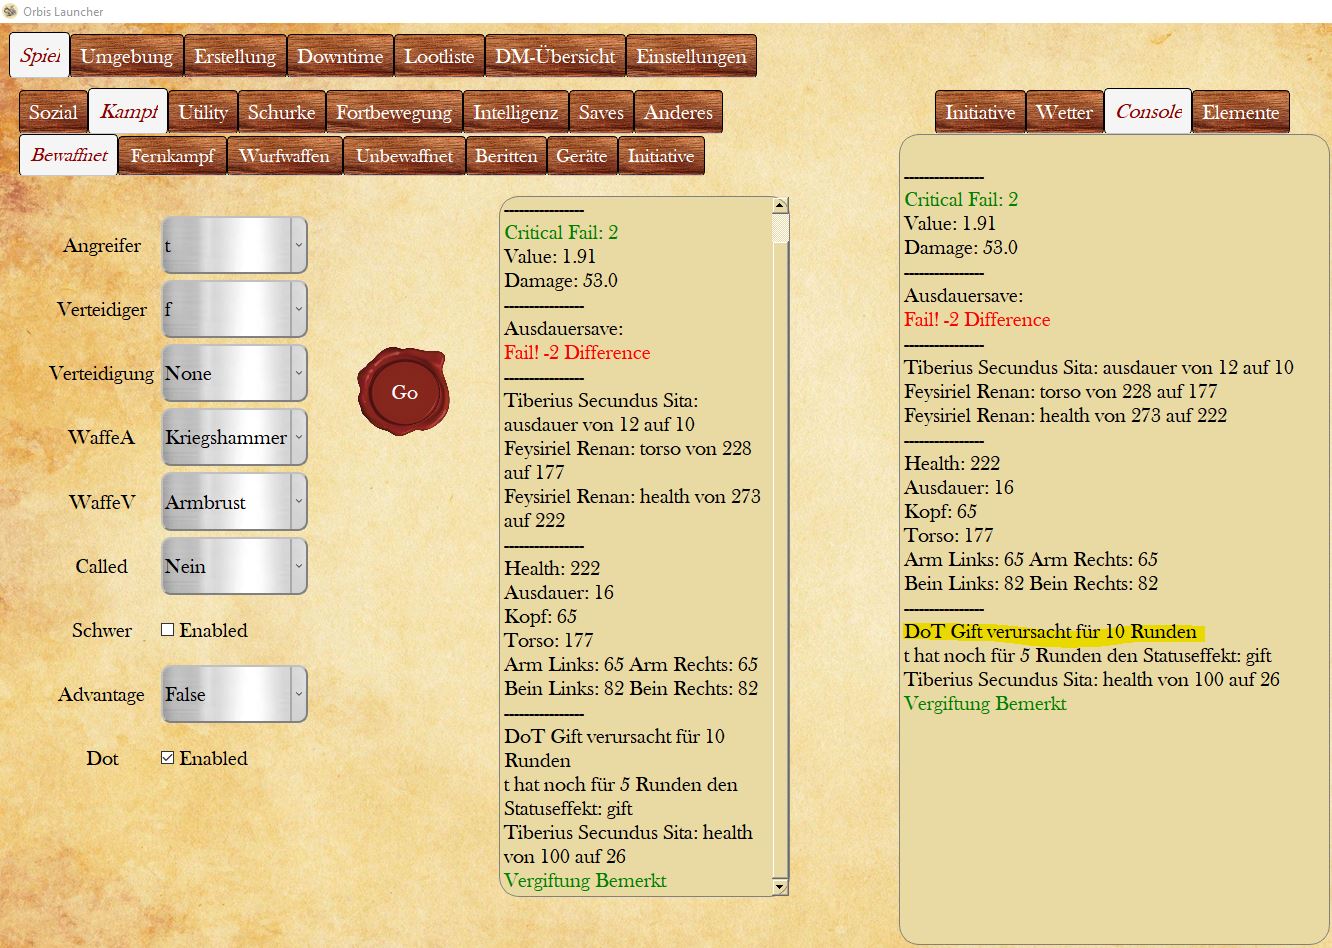 Orbis Launcher
Spiel Umgebung Erstellung Downtime Lootliste DM-Übersicht Einstellungen
Sozial Kampf Utility Schurke Fortbewegung Intelligenz Saves Anderes
Bewaffnet Fernkampf Wurfwaffen Unbewaffnet Beritten Geräte Initiative
Angreifer t
Verteidiger f
Verteidigung None
WaffeA Kriegshammer
WaffeV Armbrust
Called Nein
Schwer Enabled
Advantage False
Dot Enabled
Go
----------------
Critical Fail: 2
Value: 1.91
Damage: 53.0
----------------
Ausdauersave:
Fail! -2 Difference
----------------
Tiberius Secundus Sita:
ausdauer von 12 auf 10
Feysiriel Renan: torso von 228
auf 177
Feysiriel Renan: health von 273
auf 222
----------------
Health: 222
Ausdauer: 16
Kopf: 65
Torso: 177
Arm Links: 65 Arm Rechts: 65
Bein Links: 82 Bein Rechts: 82
----------------
DoT Gift verursacht für 10
Runden
t hat noch für 5 Runden den
Statuseffekt: gift
Tiberius Secundus Sita: health
von 100 auf 26
Vergiftung Bemerkt
Initiative Wetter Console Elemente
----------------
Critical Fail: 2
Value: 1.91
Damage: 53.0
----------------
Ausdauersave:
Fail! -2 Difference
----------------
Tiberius Secundus Sita: ausdauer von 12 auf 10
Feysiriel Renan: torso von 228 auf 177
Feysiriel Renan: health von 273 auf 222
----------------
Health: 222
Ausdauer: 16
Kopf: 65
Torso: 177
Arm Links: 65 Arm Rechts: 65
Bein Links: 82 Bein Rechts: 82
----------------
DoT Gift verursacht für 10 Runden
t hat noch für 5 Runden den Statuseffekt: gift
Tiberius Secundus Sita: health von 100 auf 26
Vergiftung Bemerkt